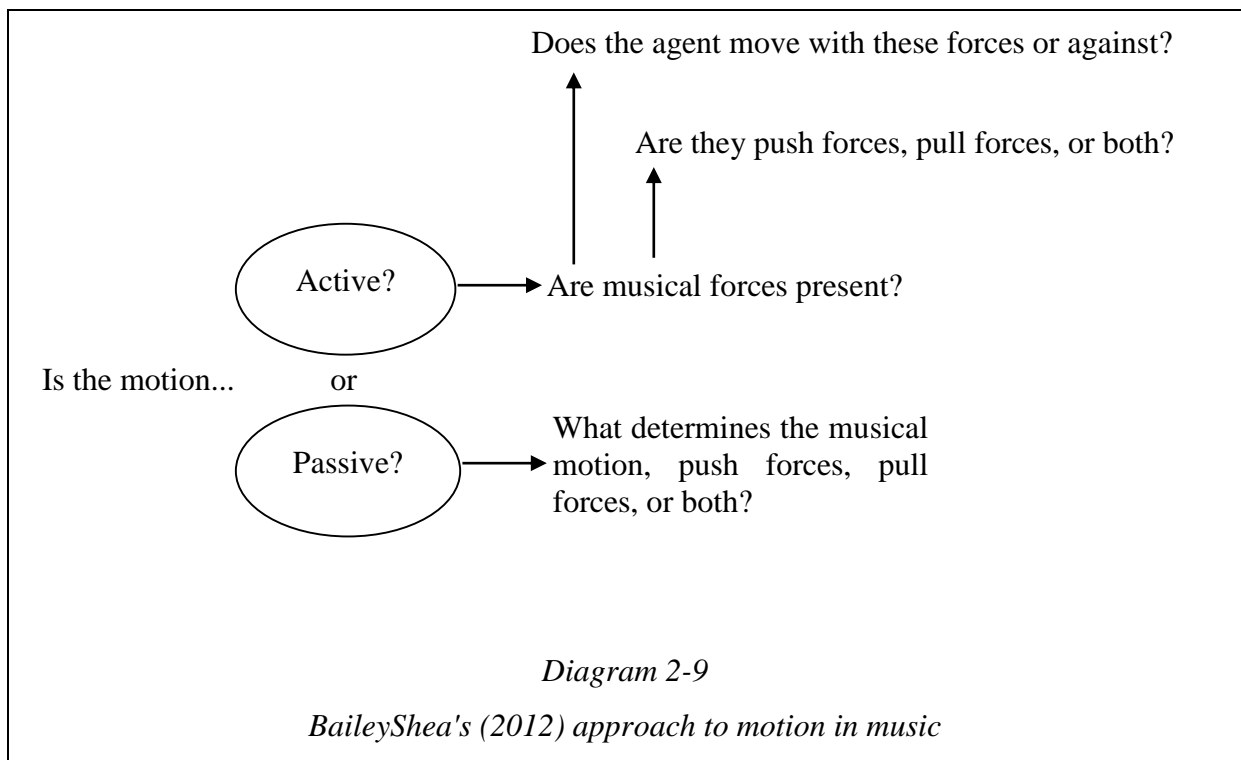 Does the agent move with these forces or against?
Are they push forces, pull forces, or both?
Active?
Are musical forces present?
Is the motion...
or
Passive?
What determines the musical
motion, push forces, pull
forces, or both?
Diagram 2-9
BaileyShea's (2012) approach to motion in music